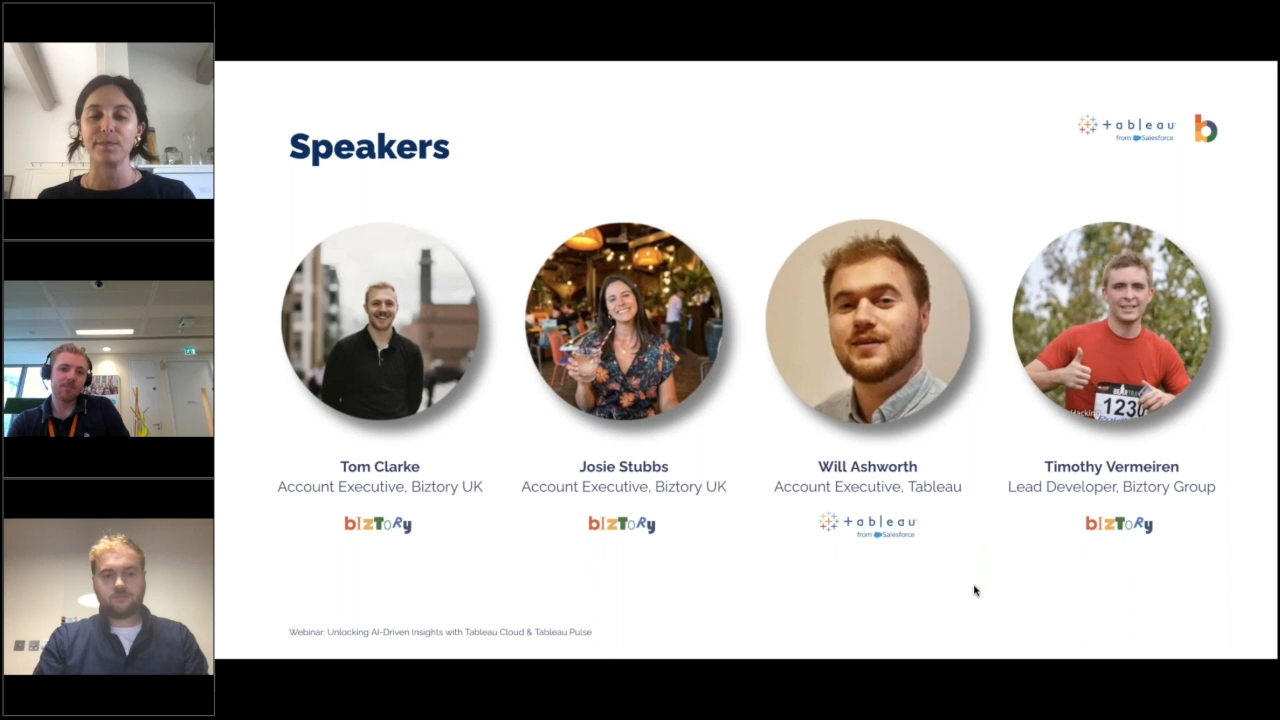 Speakers
+ableau
from Salesforce
b
Hacking
1230
Tom Clarke
Account Executive, Biztory UK
BIZTORY
Josie Stubbs
Account Executive, Biztory UK
BIZTORY
Will Ashworth
Account Executive, Tableau
+ableau
from Salesforce
Timothy Vermeiren
Lead Developer, Biztory Group
BIZTORY
Webinar: Unlocking AI-Driven Insights with Tableau Cloud & Tableau Pulse